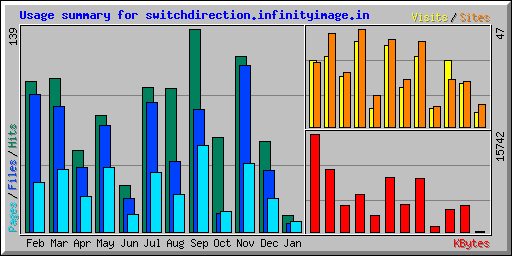 Usage summary for switchdirection.infinityimage.in
Visits/Sites
139
47
Pages/Files/Hits
15742
Feb Mar Apr May Jun Jul Aug Sep Oct Nov Dec Jan
KBytes